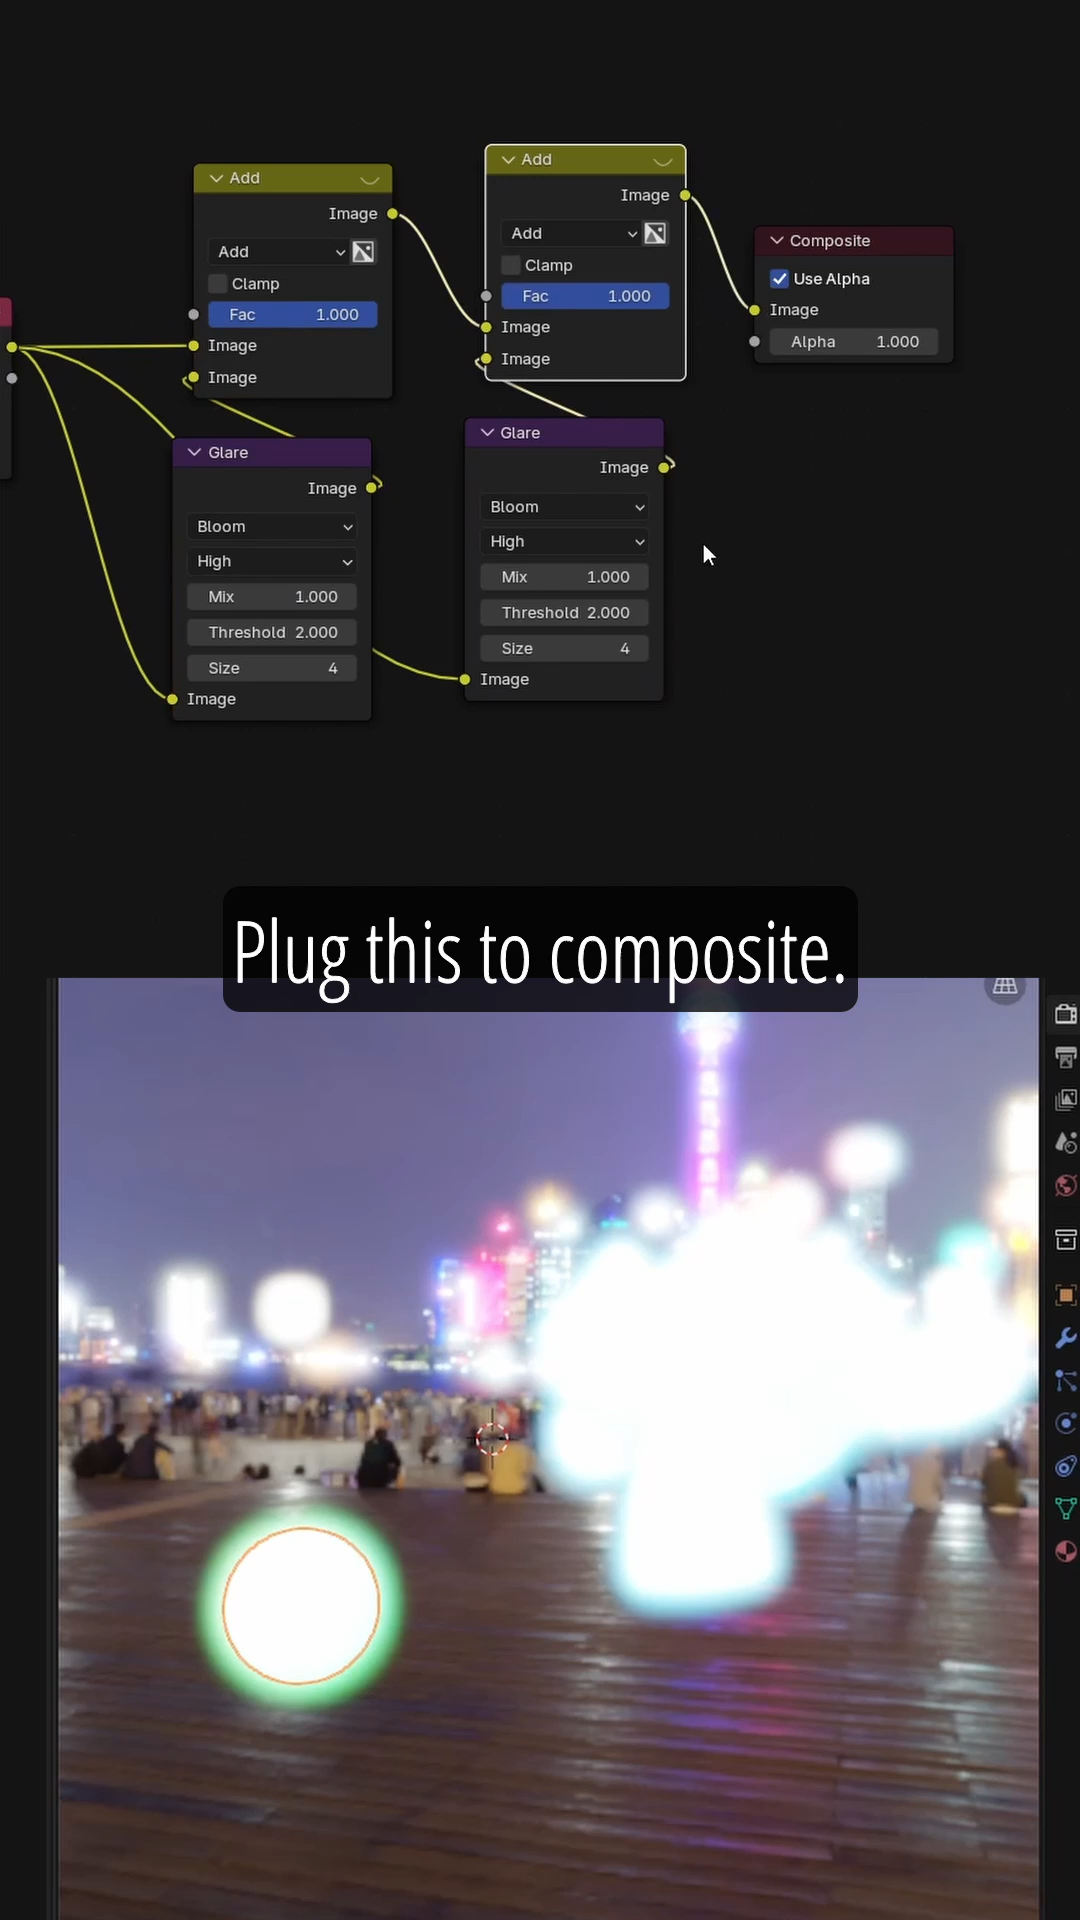 Add
Image
Add
Clamp
Fac 1.000
Image
Image
Add
Image
Add
Clamp
Fac 1.000
Image
Image
Composite
Use Alpha
Image
Alpha 1.000
Glare
Image
Bloom
High
Mix 1.000
Threshold 2.000
Size 4
Image
Glare
Image
Bloom
High
Mix 1.000
Threshold 2.000
Size 4
Image
Plug this to composite.